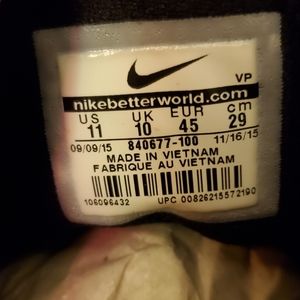 VP
nikebetterworld.com
US UK EUR cm
11 10 45 29
09/09/15 840677-100 11/16/15
MADE IN VIETNAM
FABRIQUE AU VIETNAM
106096432 UPC 00826215572190